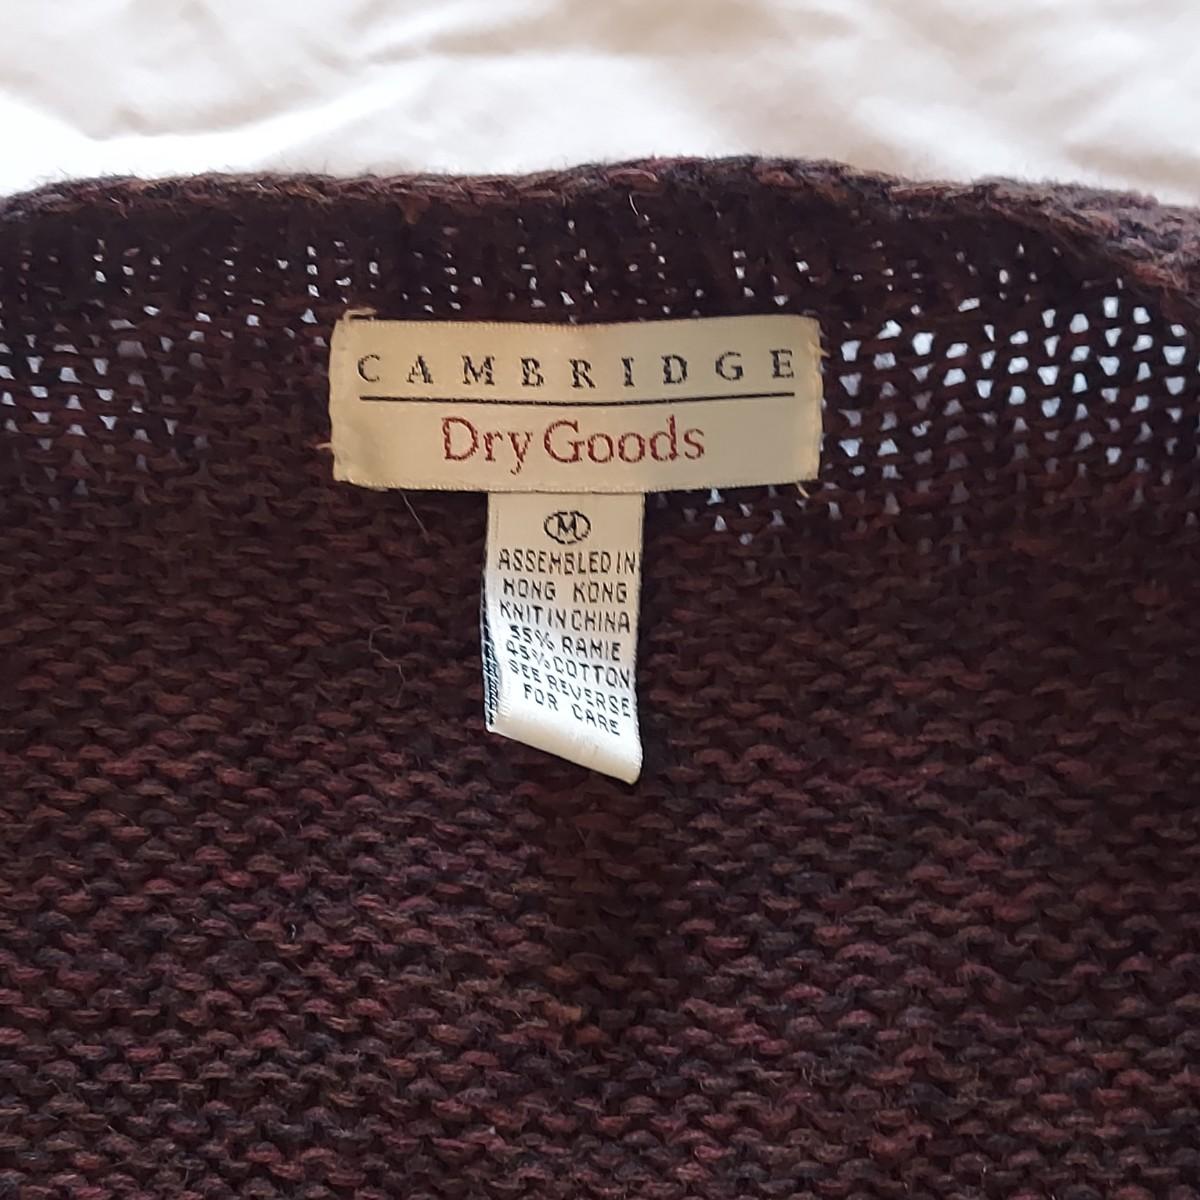 CAMBRIDGE
Dry Goods
M
ASSEMBLED IN
HONG KONG
KNIT IN CHINA
55% RAMIE
45% COTTON
SEE REVERSE
FOR CARE